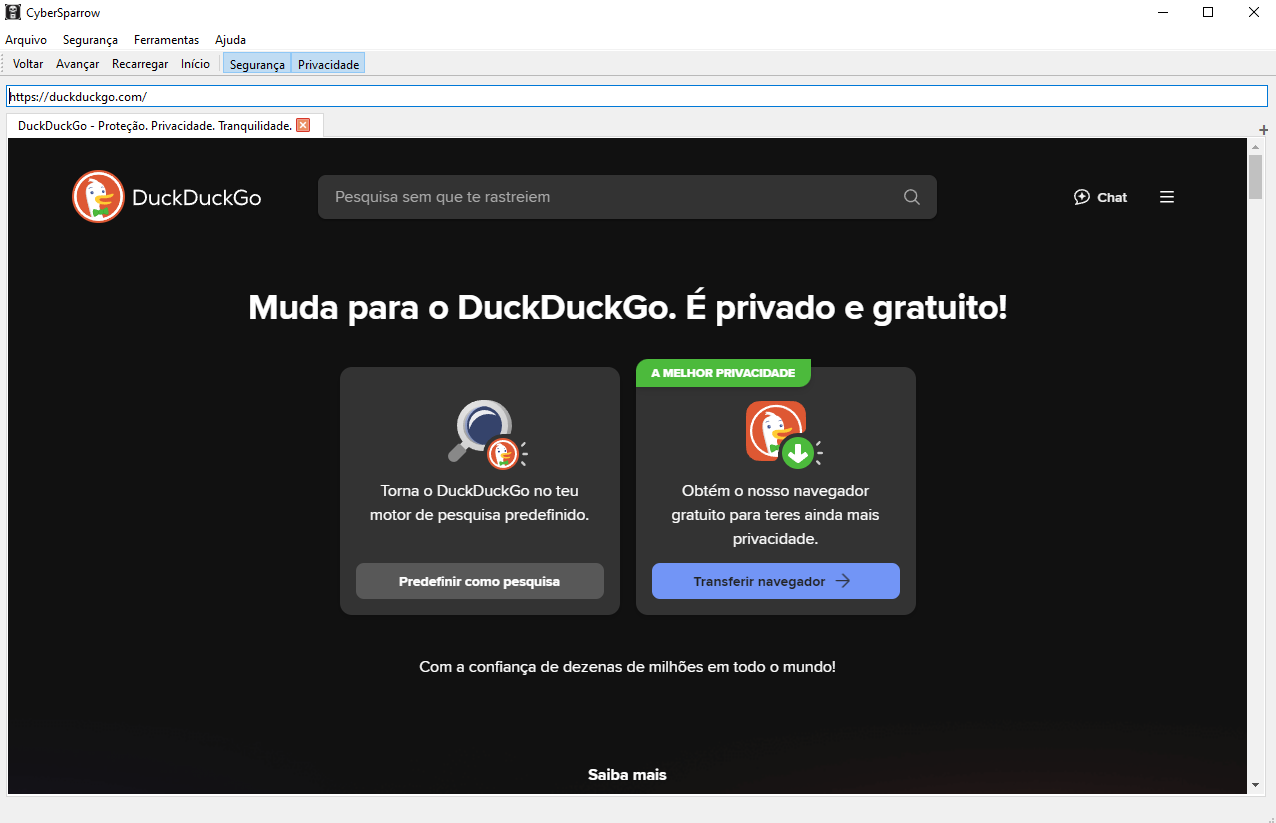 CyberSparrow
Arquivo Segurança Ferramentas Ajuda
Voltar Avançar Recarregar Início Segurança Privacidade
https://duckduckgo.com/
DuckDuckGo - Proteção. Privacidade. Tranquilidade.
DuckDuckGo
Pesquisa sem que te rastreiem
Chat
Muda para o DuckDuckGo. É privado e gratuito!
Torna o DuckDuckGo no teu
motor de pesquisa predefinido.
Predefinir como pesquisa
A MELHOR PRIVACIDADE
Obtém o nosso navegador
gratuito para teres ainda mais
privacidade.
Transferir navegador
Com a confiança de dezenas de milhões em todo o mundo!
Saiba mais